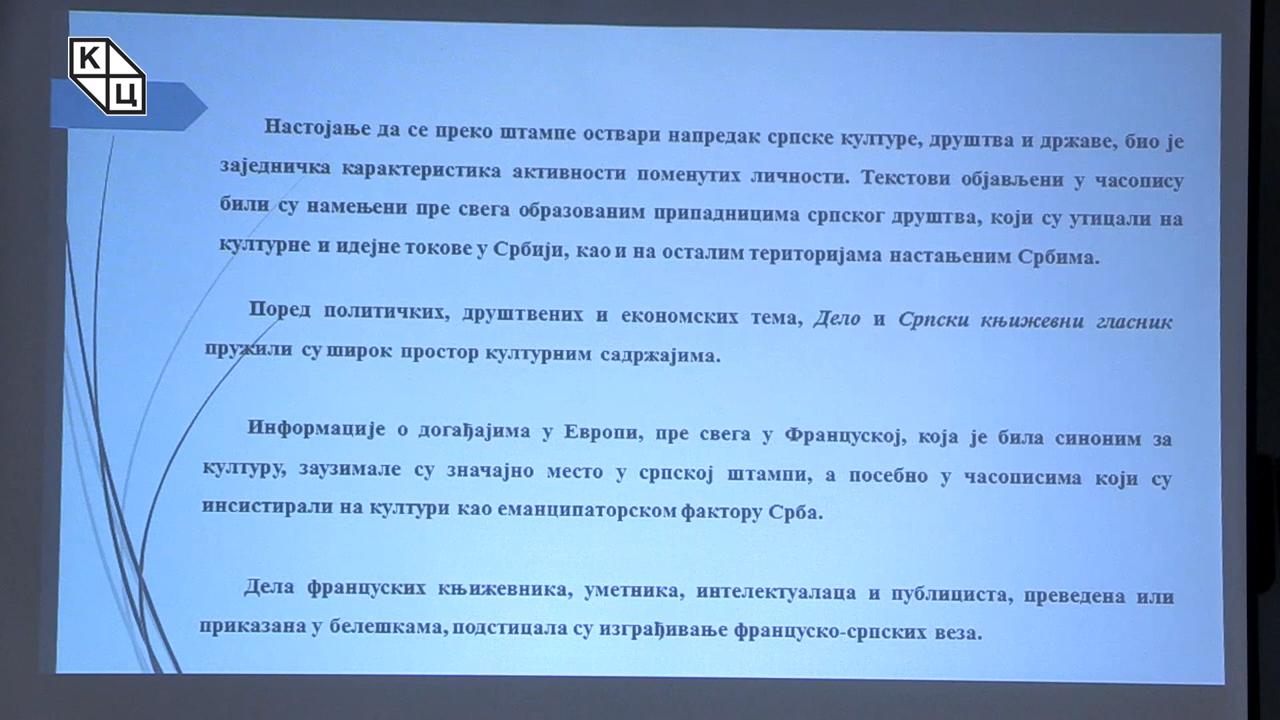 К
Ц
Настојање да се преко штампе оствари напредак српске културе, друштва и државе, био је
заједничка карактеристика активности поменутих личности. Текстови објављени у часопису
били су намењени пре свега образованим припадницима српског друштва, који су утицали на
културне и идејне токове у Србији, као и на осталим територијама настањеним Србима.
Поред политичких, друштвених и економских тема, Дело и Српски књижевни гласник
пружили су широк простор културним садржајима.
Информације о догађајима у Европи, пре свега у Француској, која је била синоним за
културу, заузимале су значајно место у српској штампи, а посебно у часописима који су
инсистирали на култури као еманципаторском фактору Срба.
Дела француских књижевника, уметника, интелектуалаца и публициста, преведена или
приказана у белешкама, подстицала су изграђивање француско-српских веза.